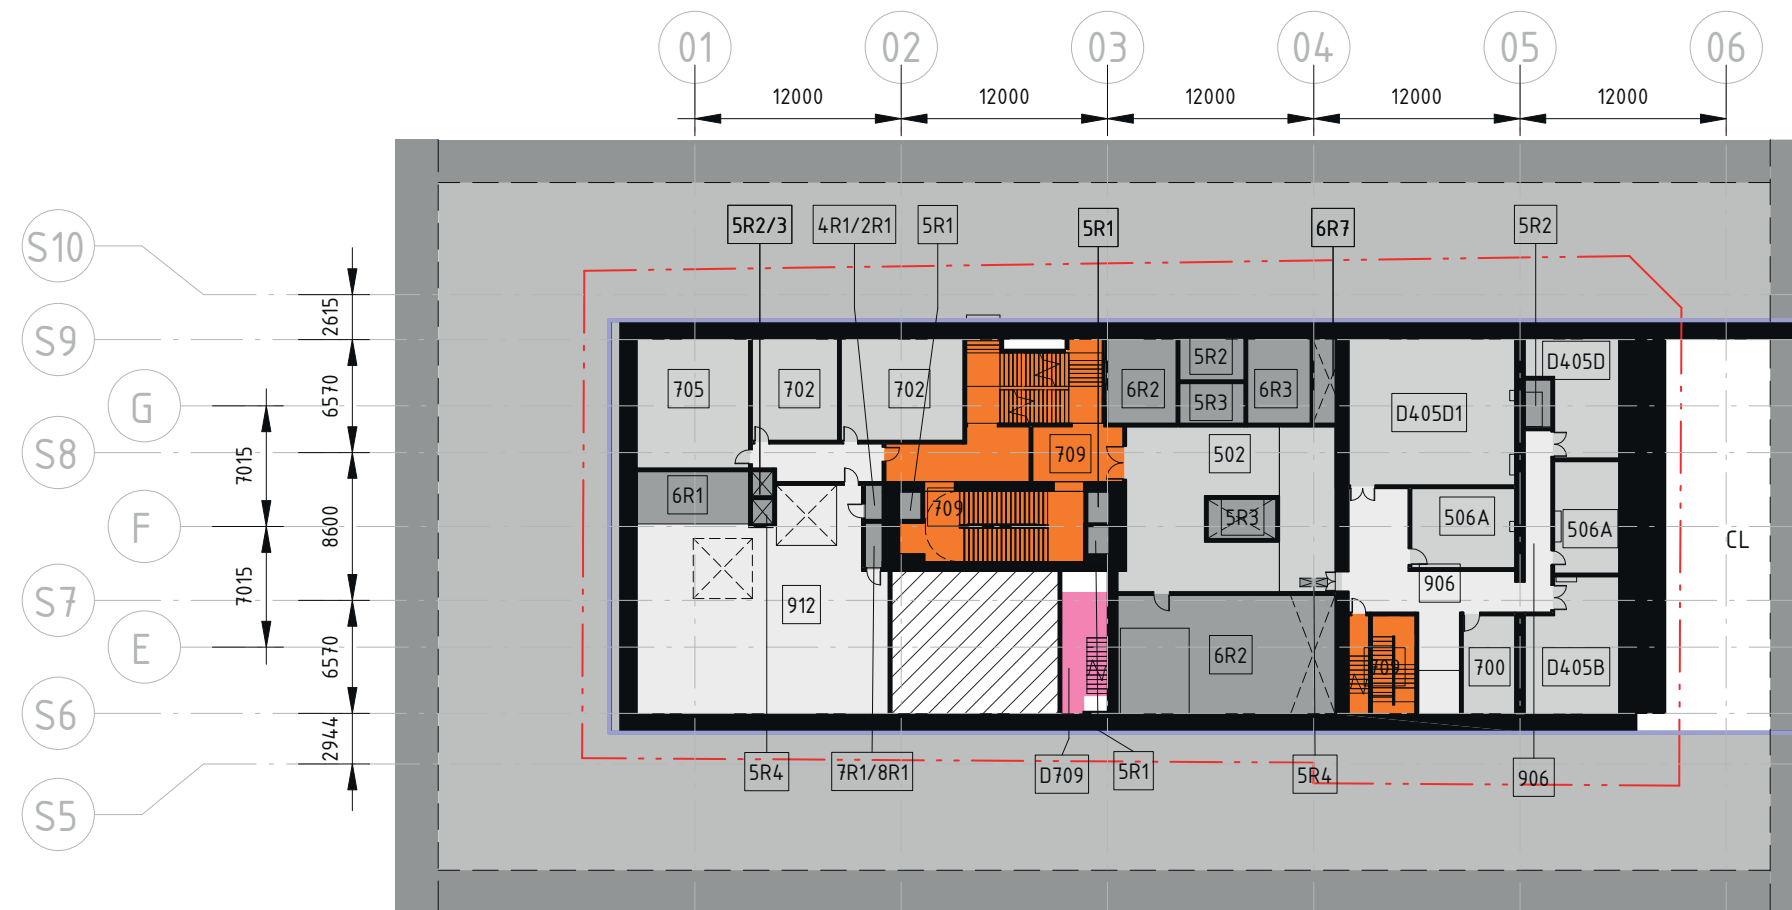 01 02 03 04 05 06
12000 12000 12000 12000 12000
S10 5R2/3 4R1/2R1 5R1 5R1 6R7 5R2
2615
S9
6570
G 705 702 702 6R2 5R2 6R3 D405D
5R3
D405D1
S8 709 502
7015
6R1 709 5R3 506A 506A
F 8600 CL
7015
S7 912 906
E 6570 6R2 709 700 D405B
S6
2944
5R4 7R1/8R1 D709 5R1 5R4 906
S5